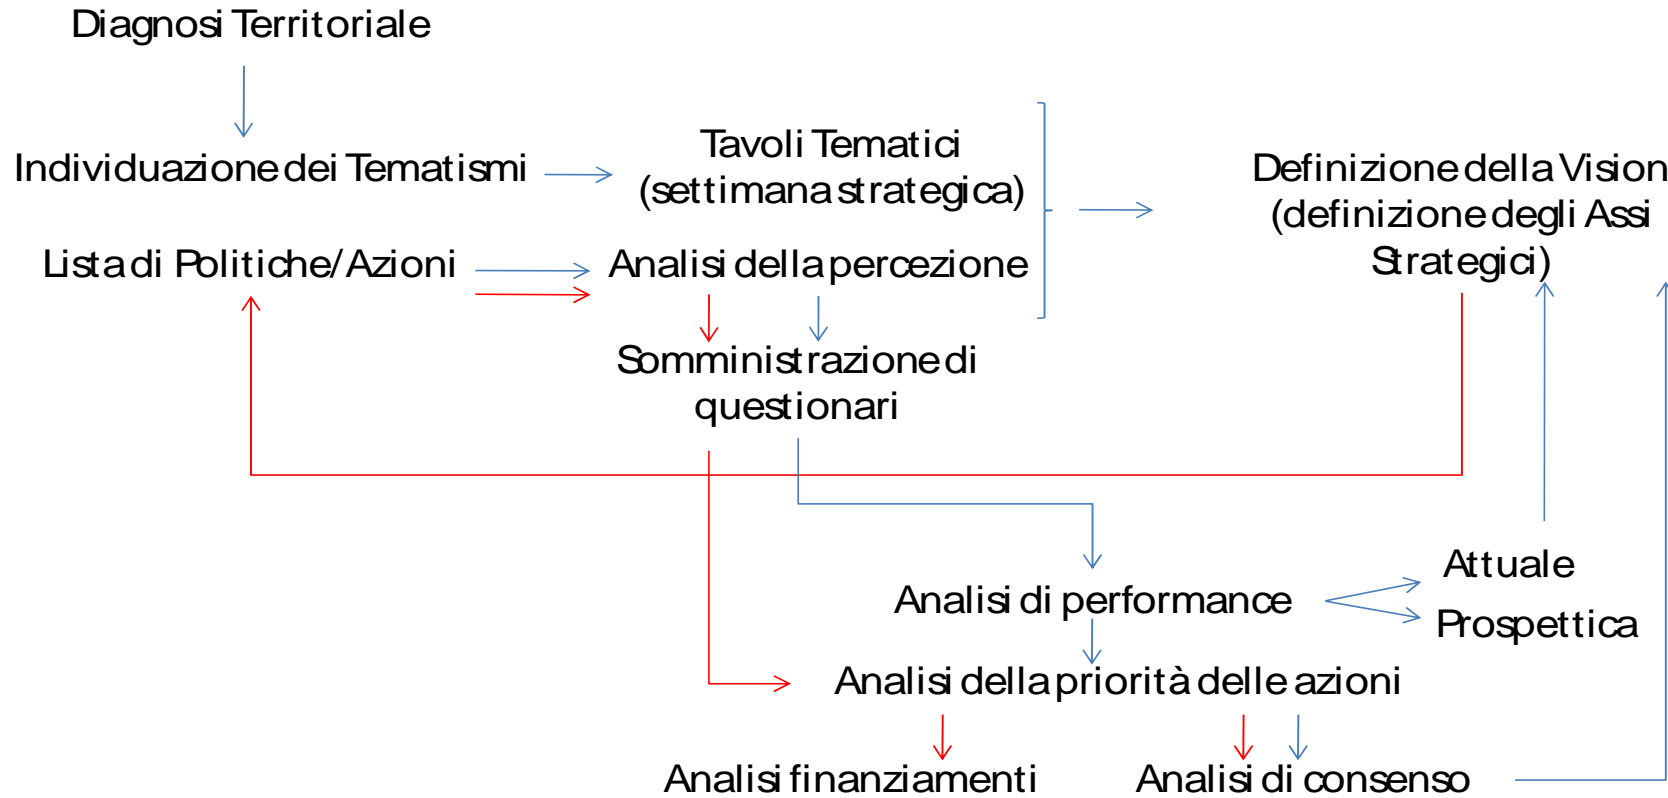 Diagnosi Territoriale
Individuazione dei Tematismi
Tavoli Tematici
(settimana strategica)
Definizione della Vision
(definizione degli Assi
Strategici)
Lista di Politiche/Azioni
Analisi della percezione
Somministrazione di
questionari
Attuale
Analisi di performance
Prospettica
Analisi della priorità delle azioni
Analisi finanziamenti
Analisi di consenso